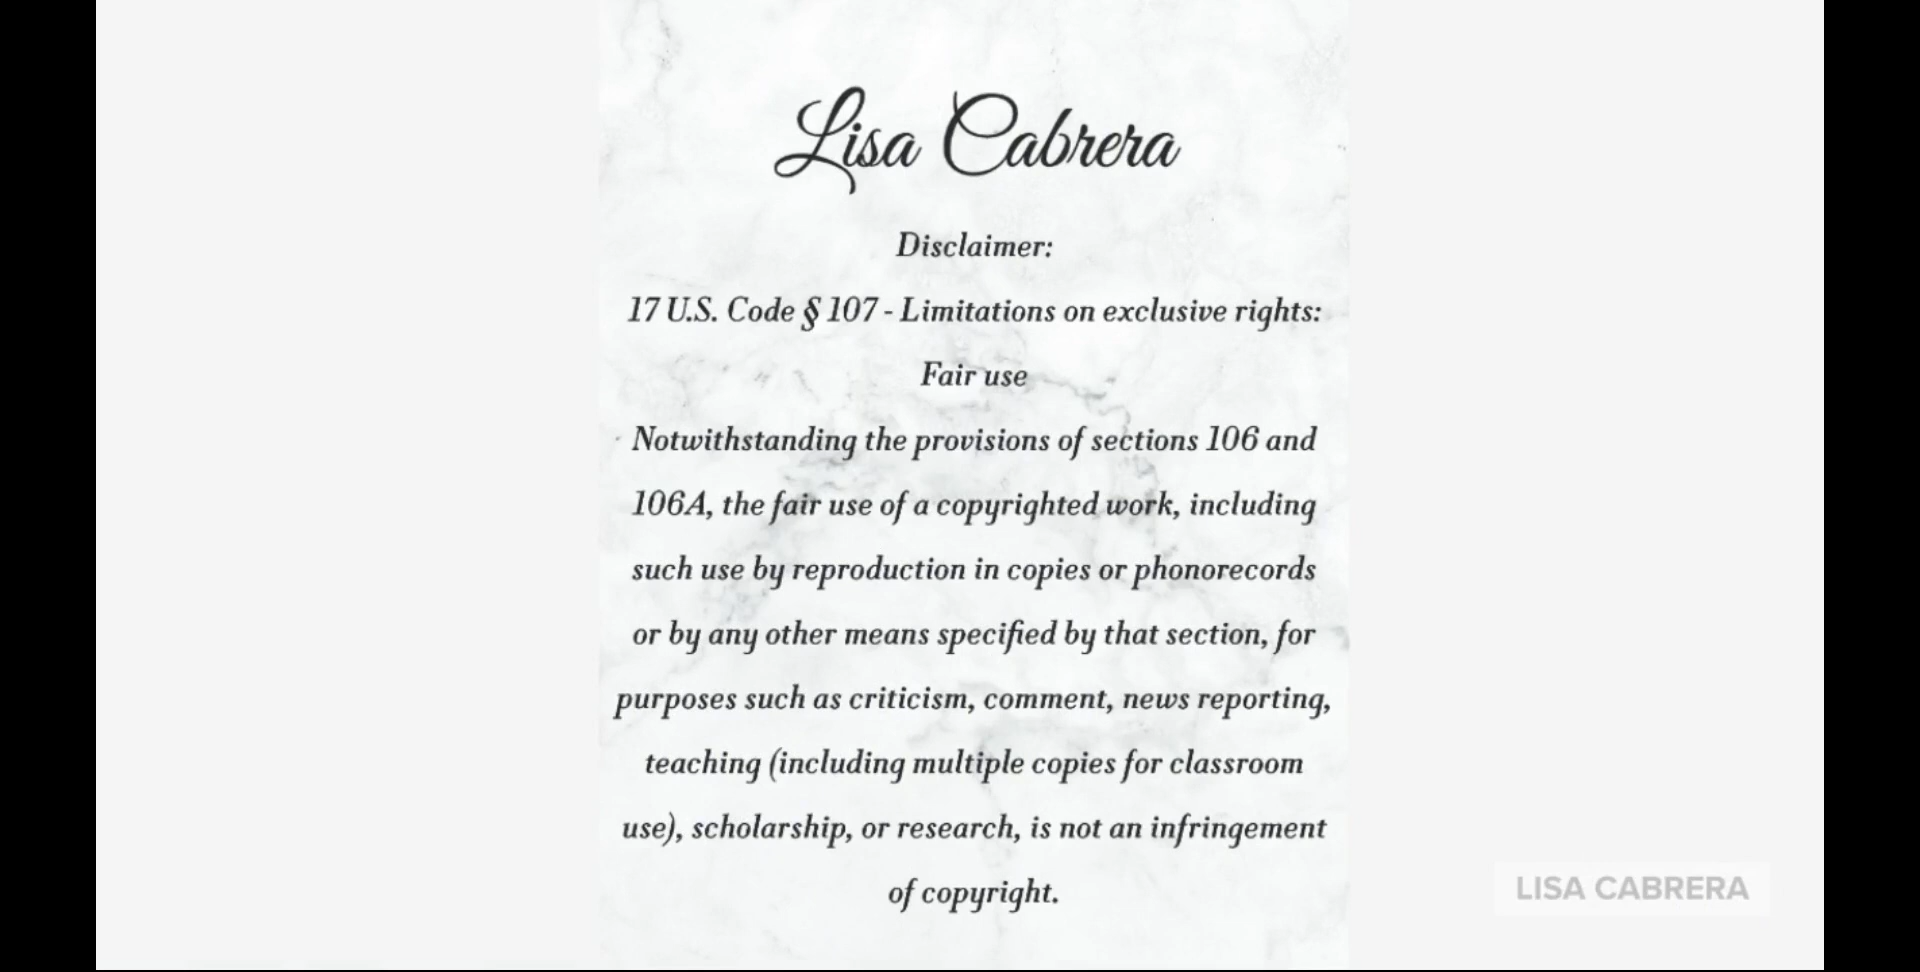 Lisa Cabrera
Disclaimer:
17 U.S. Code § 107 - Limitations on exclusive rights:
Fair use
Notwithstanding the provisions of sections 106 and
106A, the fair use of a copyrighted work, including
such use by reproduction in copies or phonorecords
or by any other means specified by that section, for
purposes such as criticism, comment, news reporting,
teaching (including multiple copies for classroom
use), scholarship, or research, is not an infringement
of copyright.
LISA CABRERA